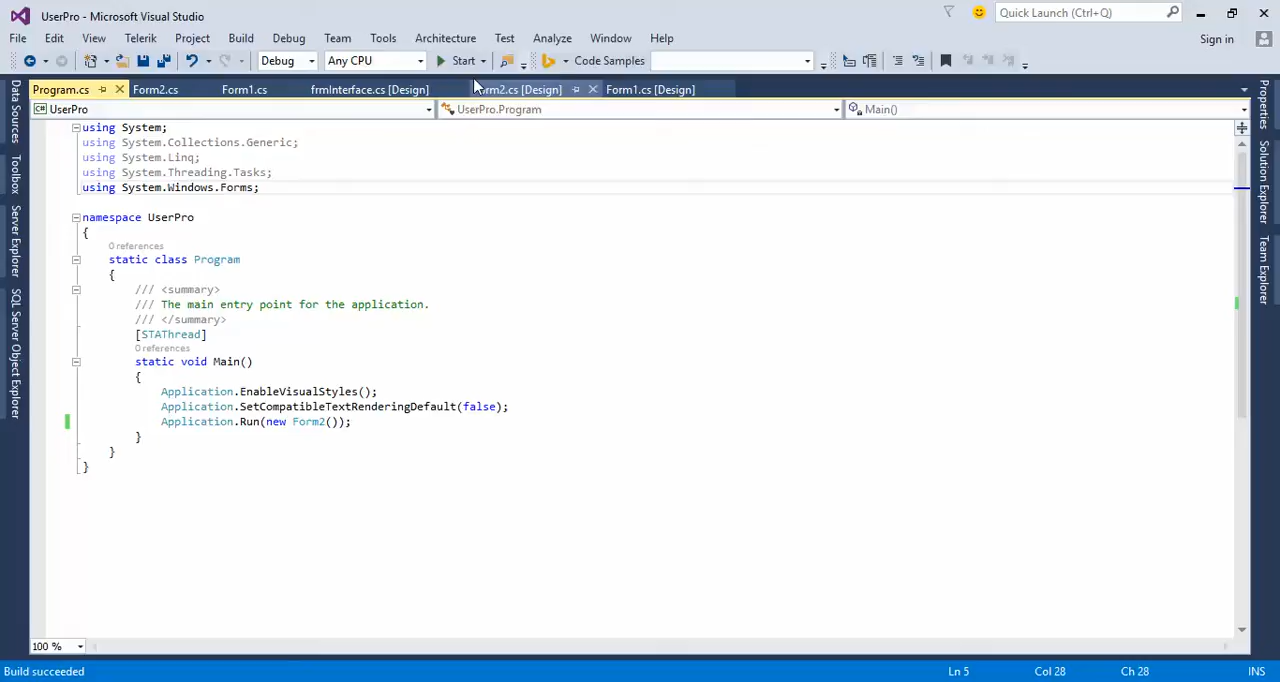 UserPro - Microsoft Visual Studio
Quick Launch (Ctrl+Q)
File Edit View Telerik Project Build Debug Team Tools Architecture Test Analyze Window Help
Sign in
Debug Any CPU Start Code Samples
Program.cs Form2.cs Form1.cs frmInterface.cs [Design] Form2.cs [Design] Form1.cs [Design]
UserPro UserPro.Program Main()
Data Sources
Toolbox
Server Explorer
SQL Server Object Explorer
using System;
using System.Collections.Generic;
using System.Linq;
using System.Threading.Tasks;
using System.Windows.Forms;
namespace UserPro
{
0 references
static class Program
{
/// <summary>
/// The main entry point for the application.
/// </summary>
[STAThread]
0 references
static void Main()
{
Application.EnableVisualStyles();
Application.SetCompatibleTextRenderingDefault(false);
Application.Run(new Form2());
}
}
}
Properties
Solution Explorer
Team Explorer
100 %
Build succeeded Ln 5 Col 28 Ch 28 INS